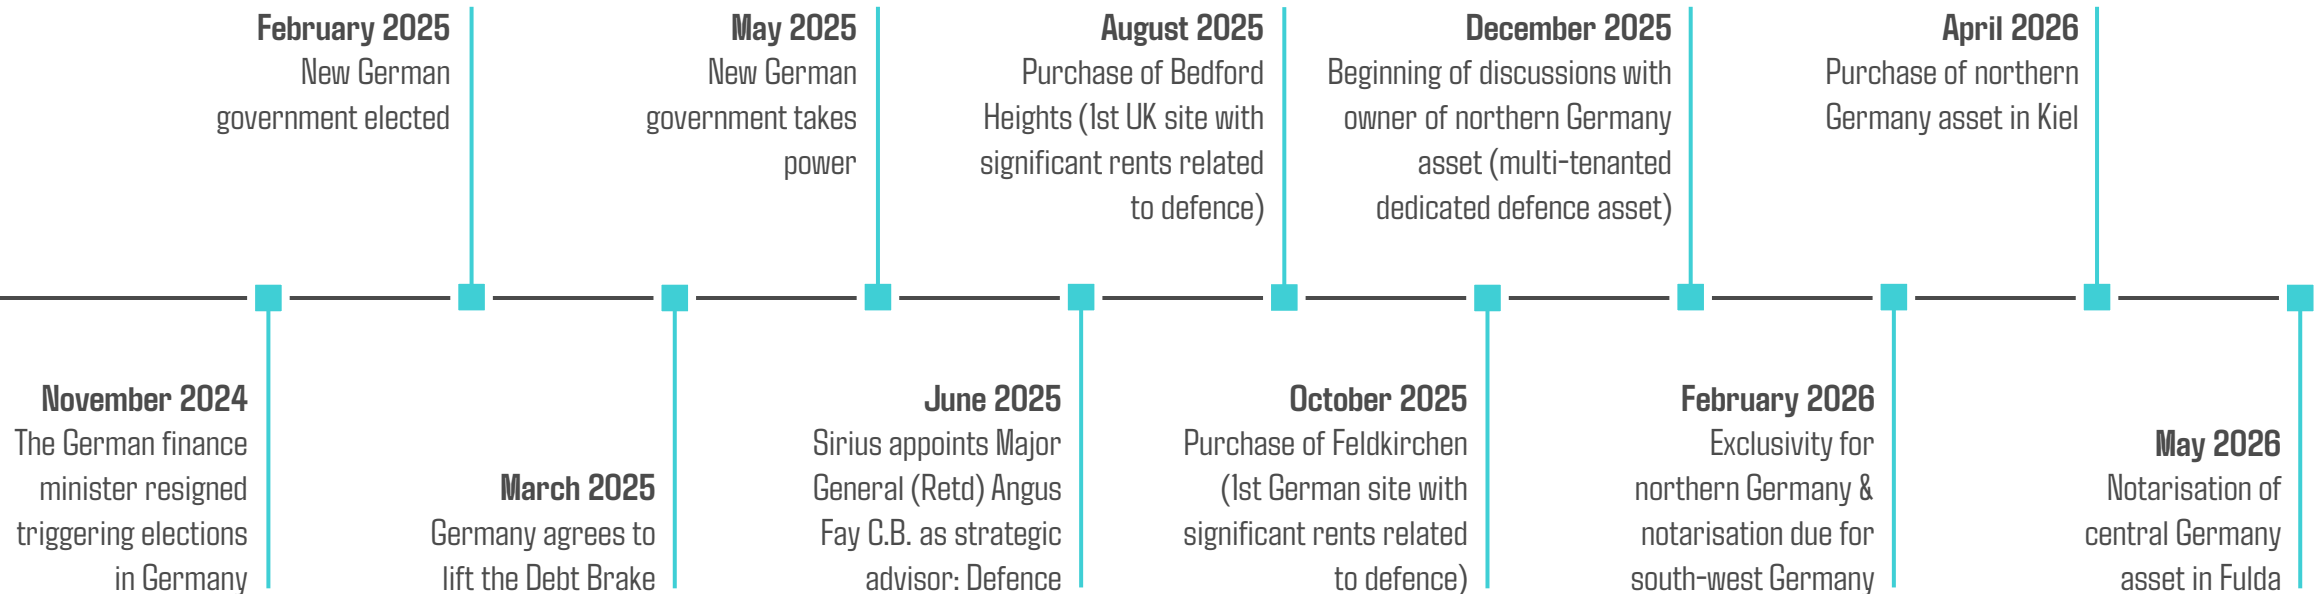 February 2025
New German
government elected
May 2025
New German
government takes
power
August 2025
Purchase of Bedford
Heights (1st UK site with
significant rents related
to defence)
December 2025
Beginning of discussions with
owner of northern Germany
asset (multi-tenanted
dedicated defence asset)
April 2026
Purchase of northern
Germany asset in Kiel
November 2024
The German finance
minister resigned
triggering elections
in Germany
March 2025
Germany agrees to
lift the Debt Brake
June 2025
Sirius appoints Major
General (Retd) Angus
Fay C.B. as strategic
advisor: Defence
October 2025
Purchase of Feldkirchen
(1st German site with
significant rents related
to defence)
February 2026
Exclusivity for
northern Germany &
notarisation due for
south-west Germany
May 2026
Notarisation of
central Germany
asset in Fulda